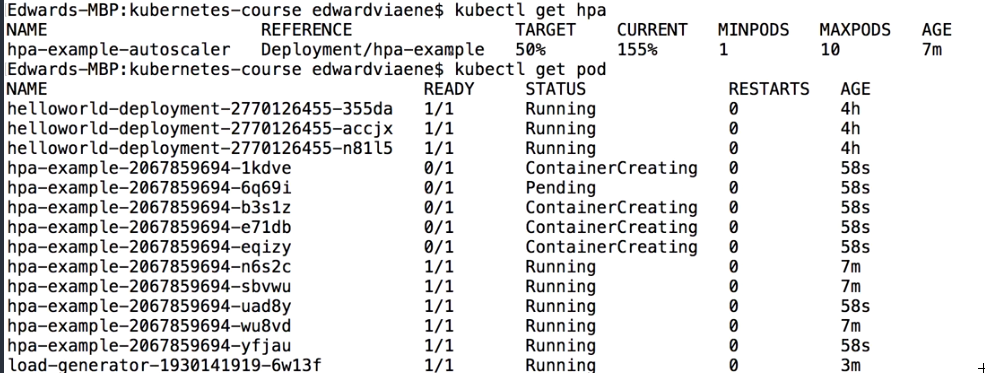 Edwards-MBP:kubernetes-course edwardviaene$ kubectl get hpa
NAME REFERENCE TARGET CURRENT MINPODS MAXPODS AGE
hpa-example-autoscaler Deployment/hpa-example 50% 155% 1 10 7m
Edwards-MBP:kubernetes-course edwardviaene$ kubectl get pod
NAME READY STATUS RESTARTS AGE
helloworld-deployment-2770126455-355da 1/1 Running 0 4h
helloworld-deployment-2770126455-accjx 1/1 Running 0 4h
helloworld-deployment-2770126455-n81l5 1/1 Running 0 4h
hpa-example-2067859694-1kdve 0/1 ContainerCreating 0 58s
hpa-example-2067859694-6q69i 0/1 Pending 0 58s
hpa-example-2067859694-b3s1z 0/1 ContainerCreating 0 58s
hpa-example-2067859694-e71db 0/1 ContainerCreating 0 58s
hpa-example-2067859694-eqizy 0/1 ContainerCreating 0 58s
hpa-example-2067859694-n6s2c 1/1 Running 0 7m
hpa-example-2067859694-sbvwu 1/1 Running 0 7m
hpa-example-2067859694-uad8y 1/1 Running 0 58s
hpa-example-2067859694-wu8vd 1/1 Running 0 7m
hpa-example-2067859694-yfjau 1/1 Running 0 58s
load-generator-1930141919-6w13f 1/1 Running 0 3m